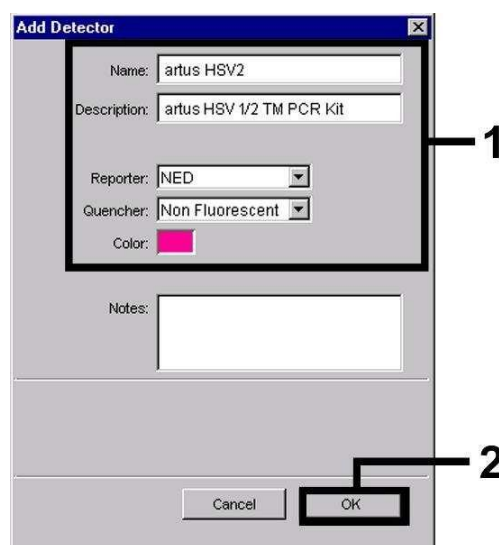 Add Detector
Name: artus HSV2
Description: artus HSV 1/2 TM PCR Kit
1
Reporter: NED
Quencher: Non Fluorescent
Color:
Notes:
2
Cancel OK